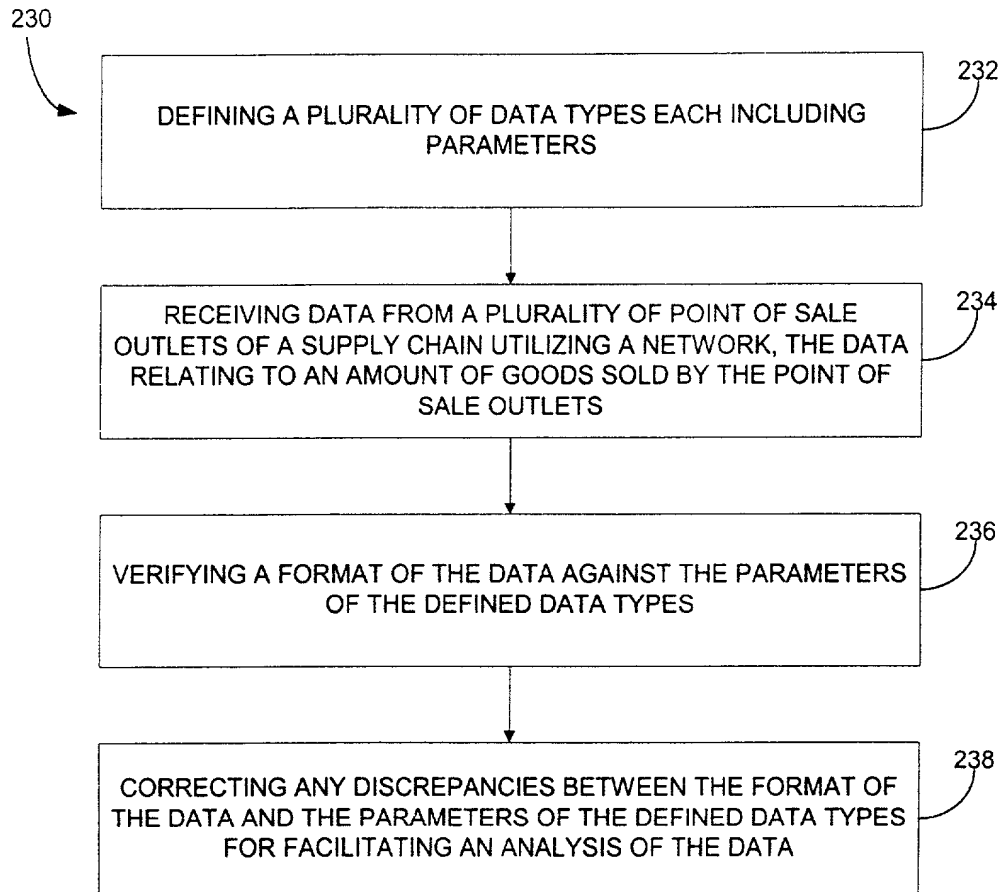 230
232
DEFINING A PLURALITY OF DATA TYPES EACH INCLUDING
PARAMETERS
234
RECEIVING DATA FROM A PLURALITY OF POINT OF SALE
OUTLETS OF A SUPPLY CHAIN UTILIZING A NETWORK, THE DATA
RELATING TO AN AMOUNT OF GOODS SOLD BY THE POINT OF
SALE OUTLETS
236
VERIFYING A FORMAT OF THE DATA AGAINST THE PARAMETERS
OF THE DEFINED DATA TYPES
238
CORRECTING ANY DISCREPANCIES BETWEEN THE FORMAT OF
THE DATA AND THE PARAMETERS OF THE DEFINED DATA TYPES
FOR FACILITATING AN ANALYSIS OF THE DATA